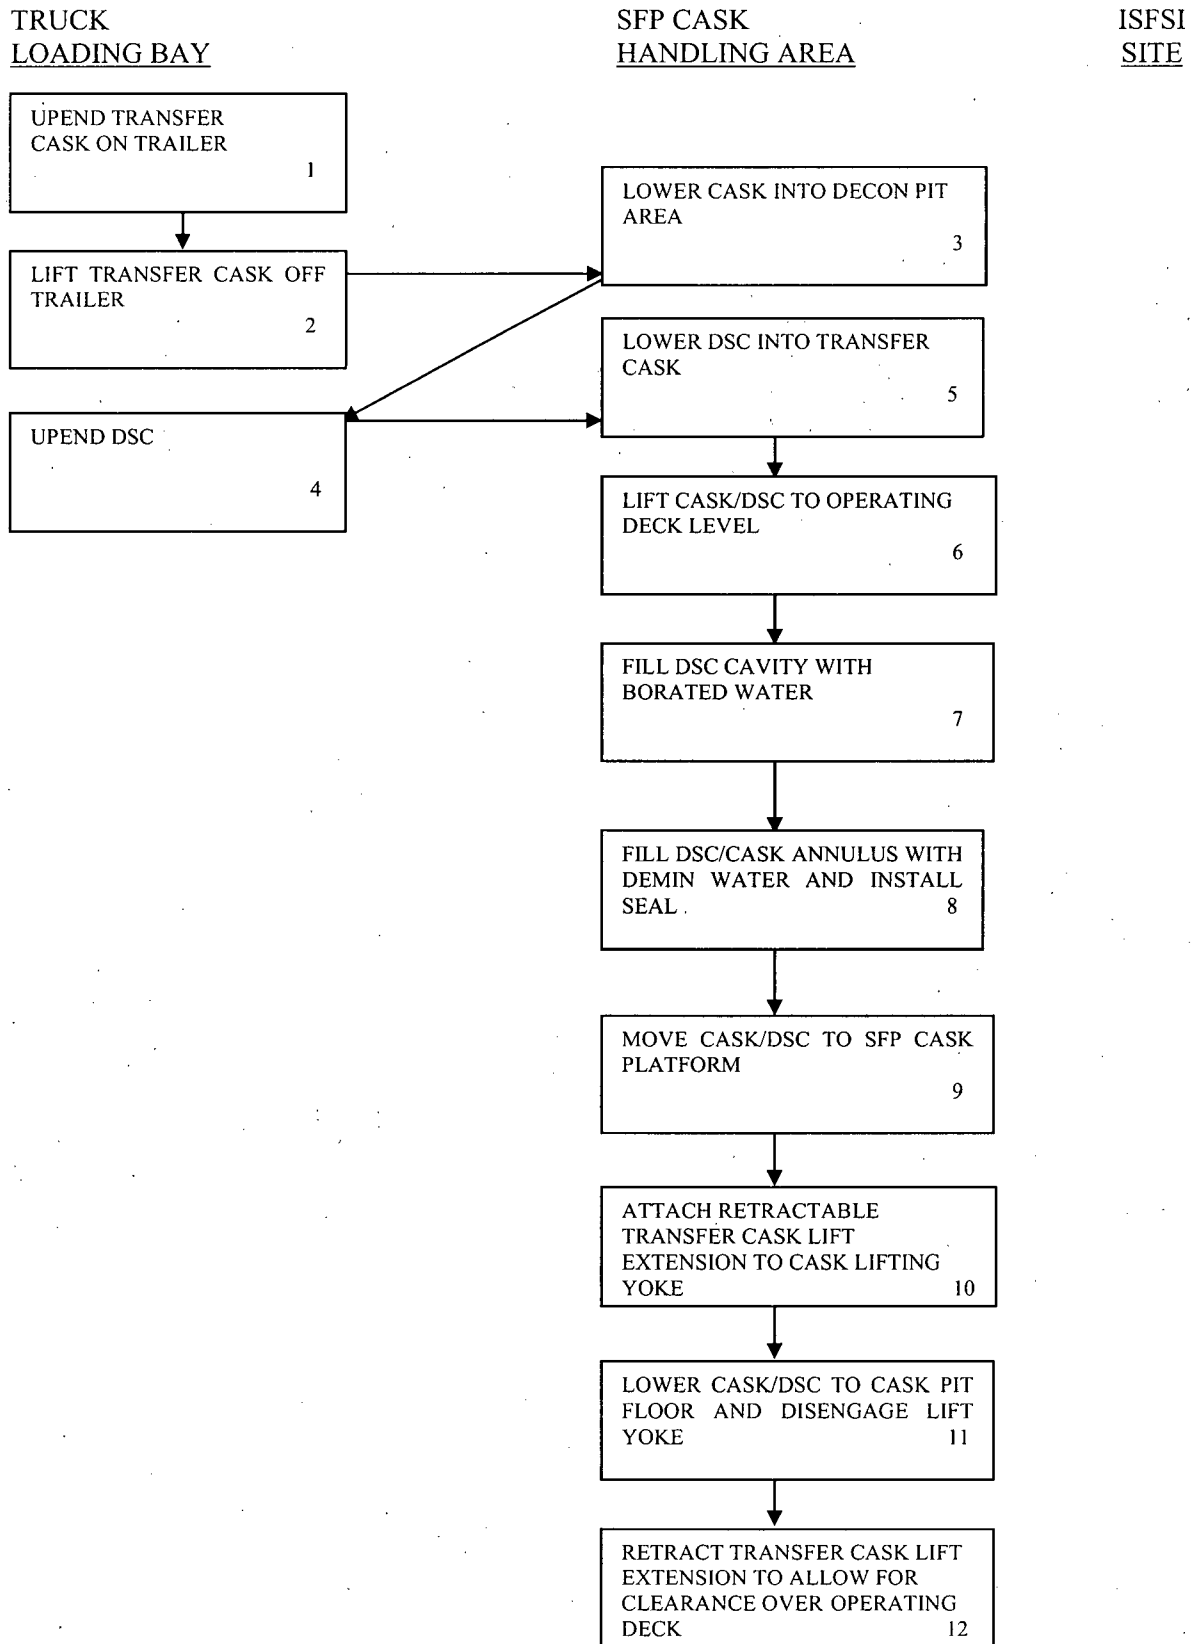 TRUCK
LOADING BAY
SFP CASK
HANDLING AREA
ISFSI
SITE
UPEND TRANSFER
CASK ON TRAILER
1
LIFT TRANSFER CASK OFF
TRAILER
2
LOWER CASK INTO DECON PIT
AREA
3
UPEND DSC
4
LOWER DSC INTO TRANSFER
CASK
5
LIFT CASK/DSC TO OPERATING
DECK LEVEL
6
FILL DSC CAVITY WITH
BORATED WATER
7
FILL DSC/CASK ANNULUS WITH
DEMIN WATER AND INSTALL
SEAL 8
MOVE CASK/DSC TO SFP CASK
PLATFORM
9
ATTACH RETRACTABLE
TRANSFER CASK LIFT
EXTENSION TO CASK LIFTING
YOKE 10
LOWER CASK/DSC TO CASK PIT
FLOOR AND DISENGAGE LIFT
YOKE 11
RETRACT TRANSFER CASK LIFT
EXTENSION TO ALLOW FOR
CLEARANCE OVER OPERATING
DECK 12